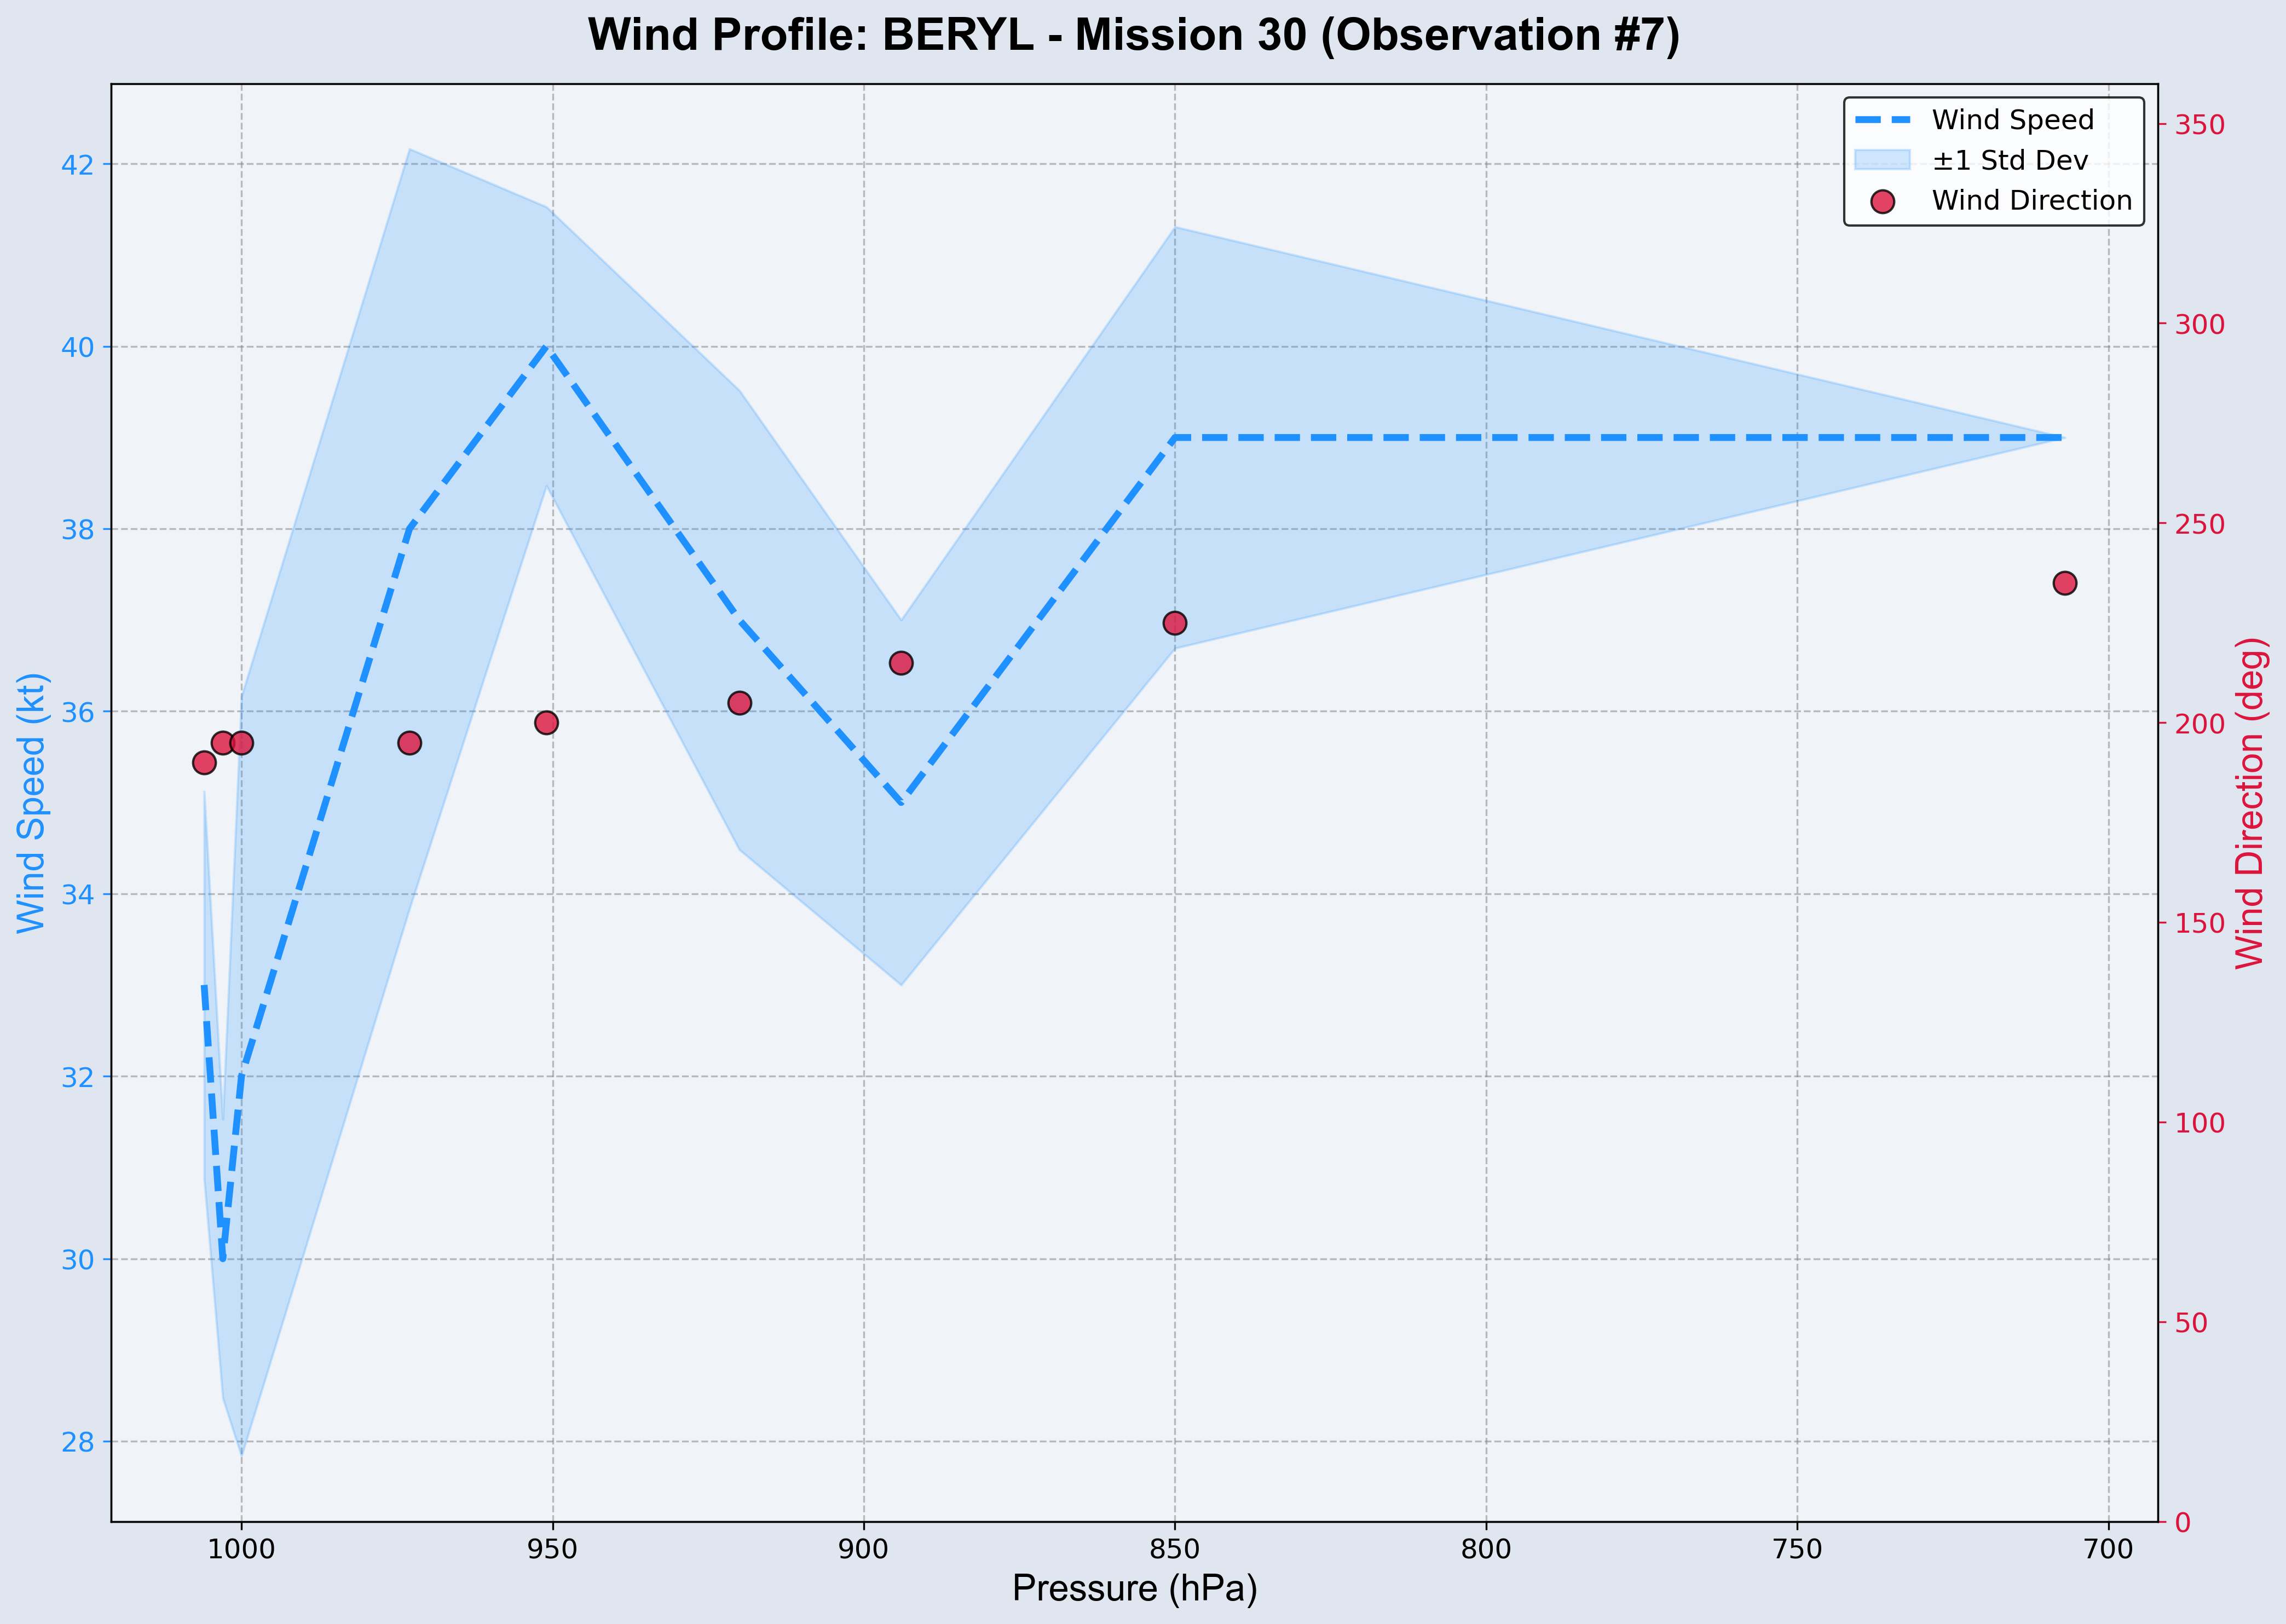 Wind Profile: BERYL - Mission 30 (Observation #7)
Wind Speed
±1 Std Dev
Wind Direction
Wind Speed (kt)
42
40
38
36
34
32
30
28
350
300
250
200
150
100
50
0
Wind Direction (deg)
1000 950 900 850 800 750 700
Pressure (hPa)